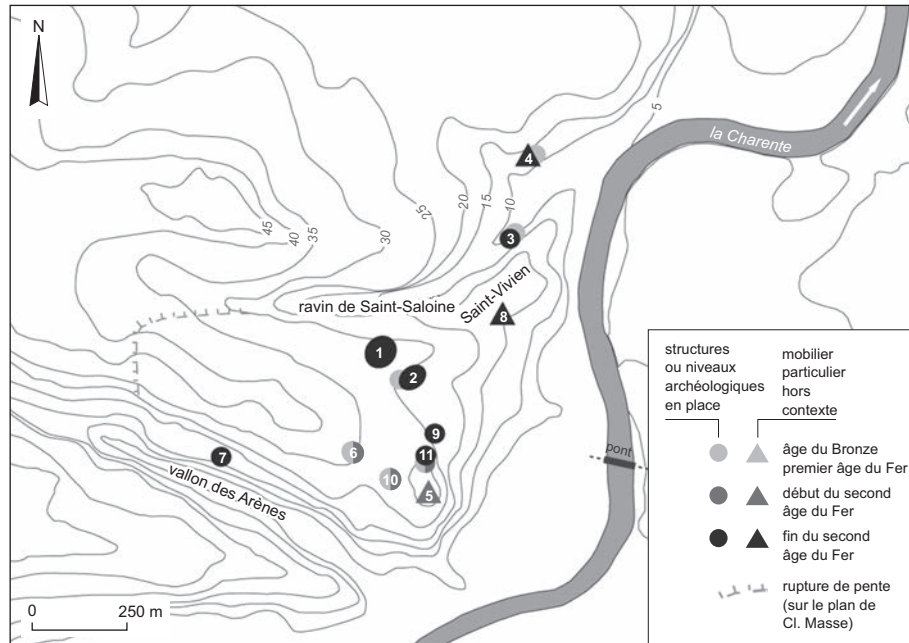 N
la Charente
5
4
10
15
20
25
30
35
40
45
3
Saint-Vivien
ravin de Saint-Saloine
8
1
2
9
11
6
7
10
5
vallon des Arènes
pont
0 250 m
structures
ou niveaux
archéologiques
en place
mobilier
particulier
hors
contexte
âge du Bronze
premier âge du Fer
début du second
âge du Fer
fin du second
âge du Fer
rupture de pente
(sur le plan de
Cl. Masse)